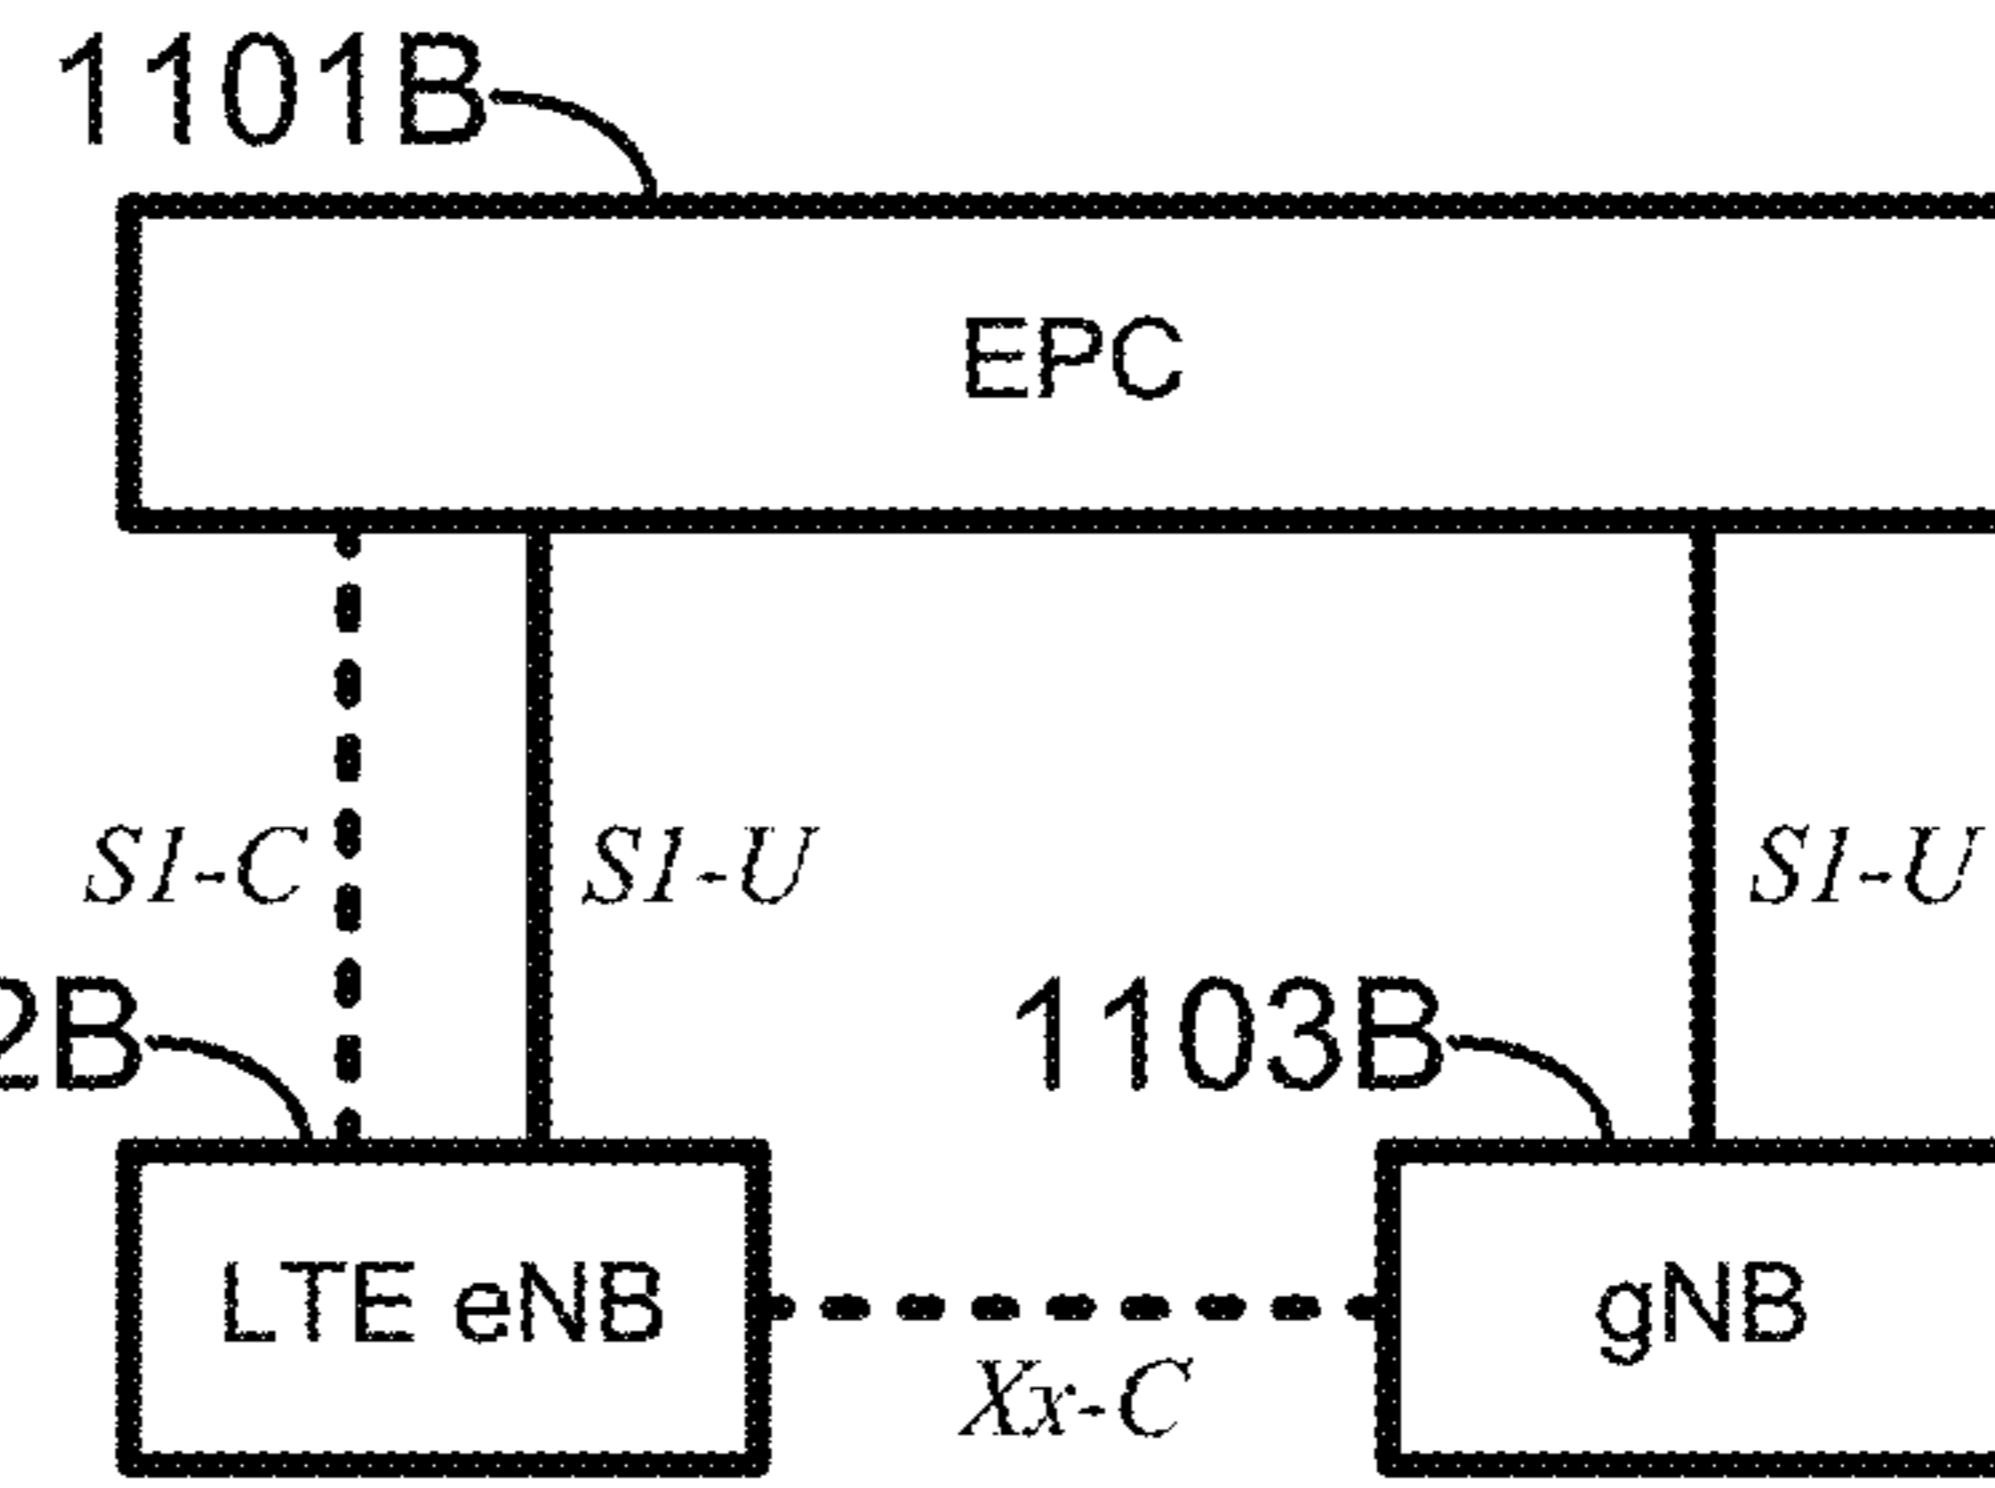 1101B
EPC
S1-C S1-U S1-U
2B 1103B
LTE eNB gNB
Xx-C